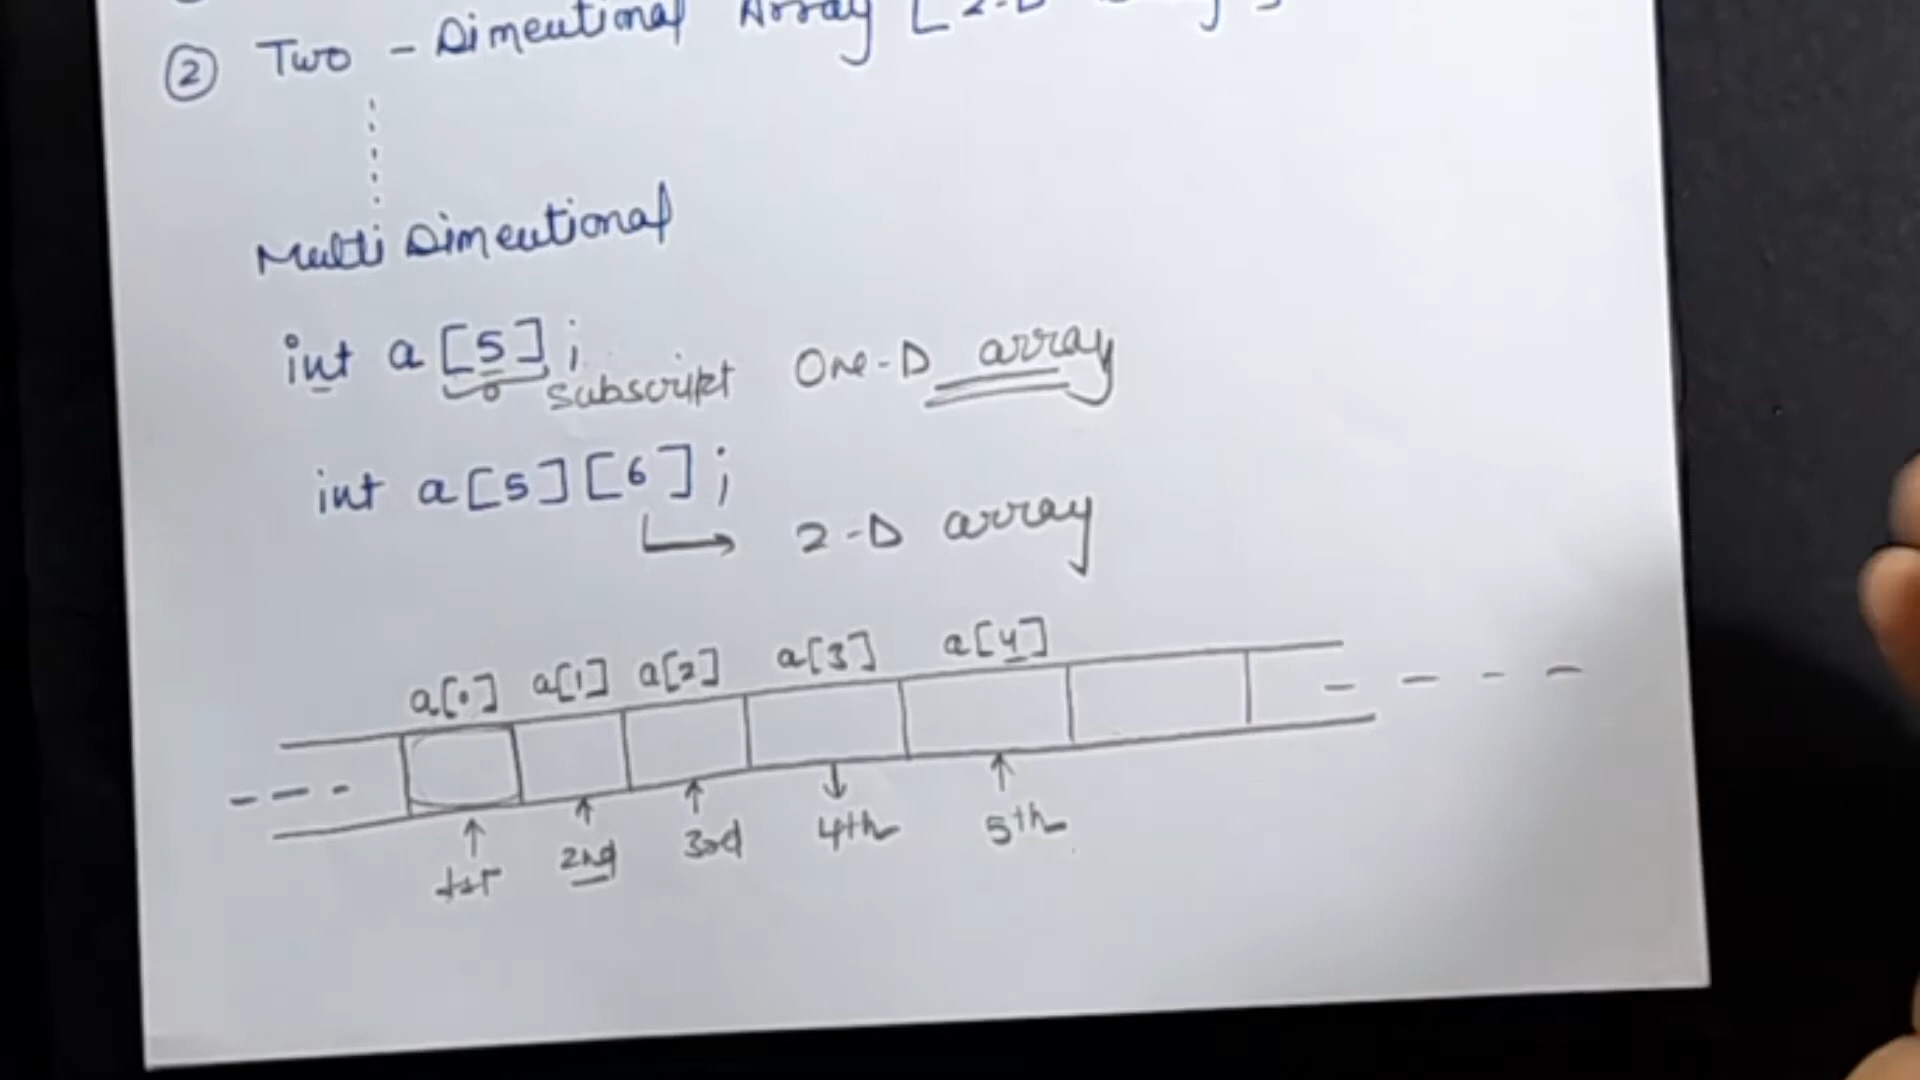 ② Two - Dimentional Array [2-D
Multi Dimentional
int a[5];
subscript One-D array
int a[5][6];
2-D array
a[0] a[1] a[2] a[3] a[4]
1st 2nd 3rd 4th 5th